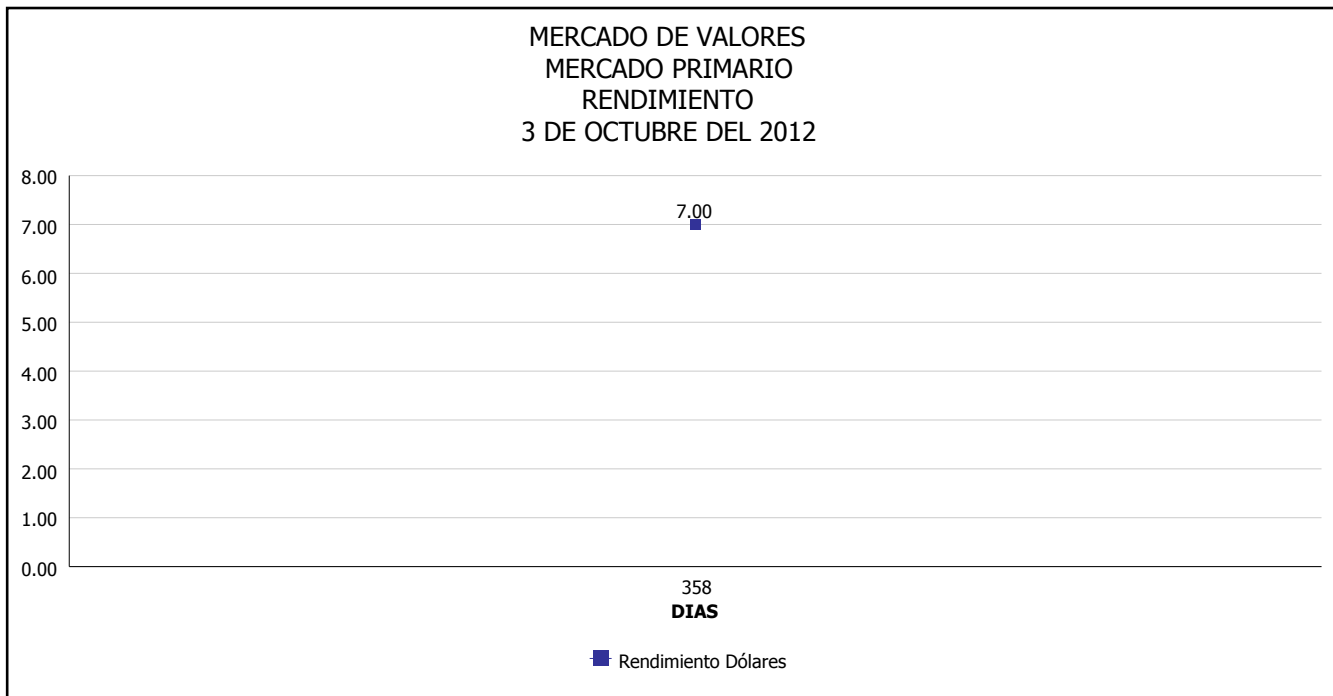 MERCADO DE VALORES
MERCADO PRIMARIO
RENDIMIENTO
3 DE OCTUBRE DEL 2012
8.00
7.00
7.00
6.00
5.00
4.00
3.00
2.00
1.00
0.00
358
DIAS
Rendimiento Dólares